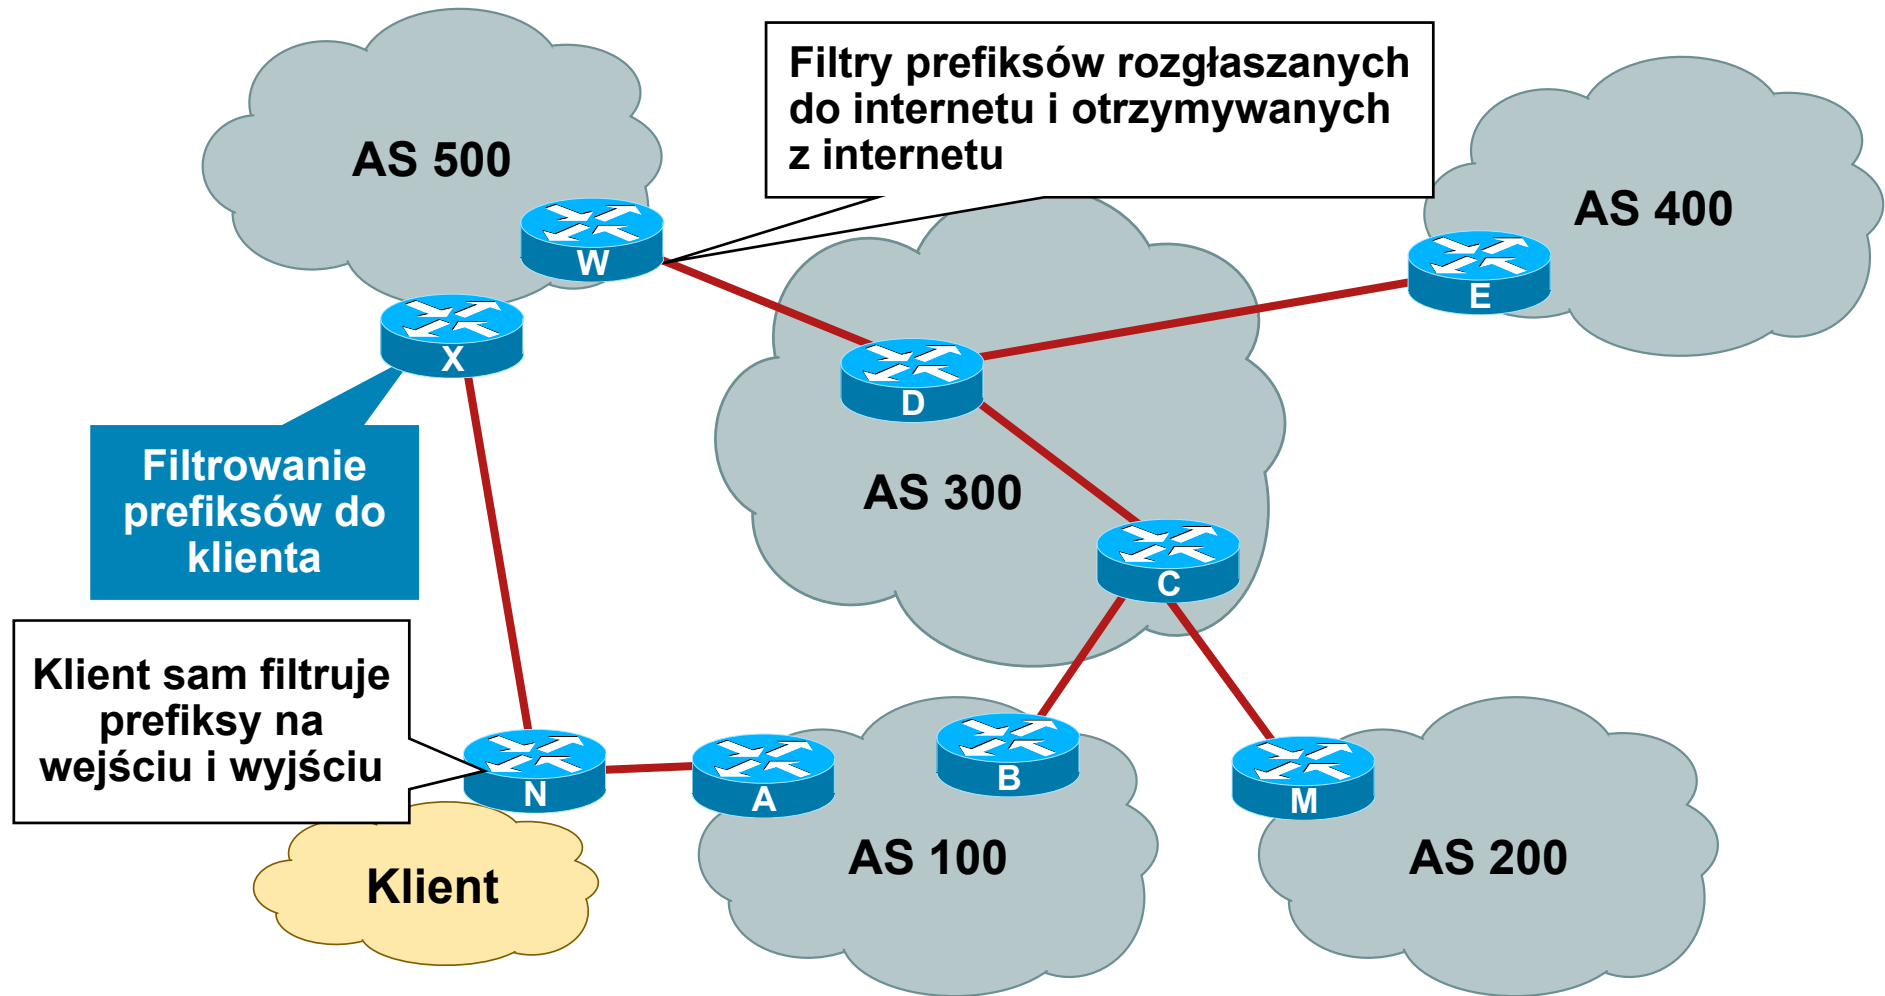 Filtry prefiksów rozgłaszanych
do internetu i otrzymywanych
z internetu
AS 500
AS 400
W
E
X
D
Filtrowanie
prefiksów do
klienta
AS 300
C
Klient sam filtruje
prefiksy na
wejściu i wyjściu
N
A
B
M
Klient
AS 100
AS 200